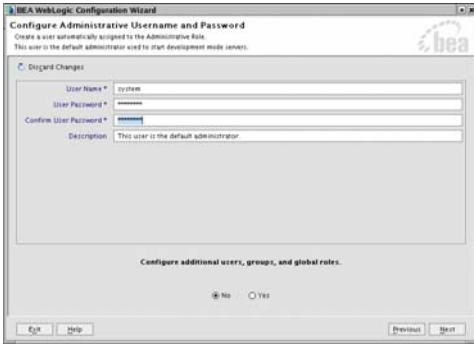 BEA WebLogic Configuration Wizard
Configure Administrative Username and Password
Create a user automatically assigned to the Administrative Role.
This user is the default administrator used to start development mode servers.
bea
Discard Changes
User Name * system
User Password * ********
Confirm User Password * ********
Description This user is the default administrator.
Configure additional users, groups, and global roles.
No Yes
Exit Help Previous Next